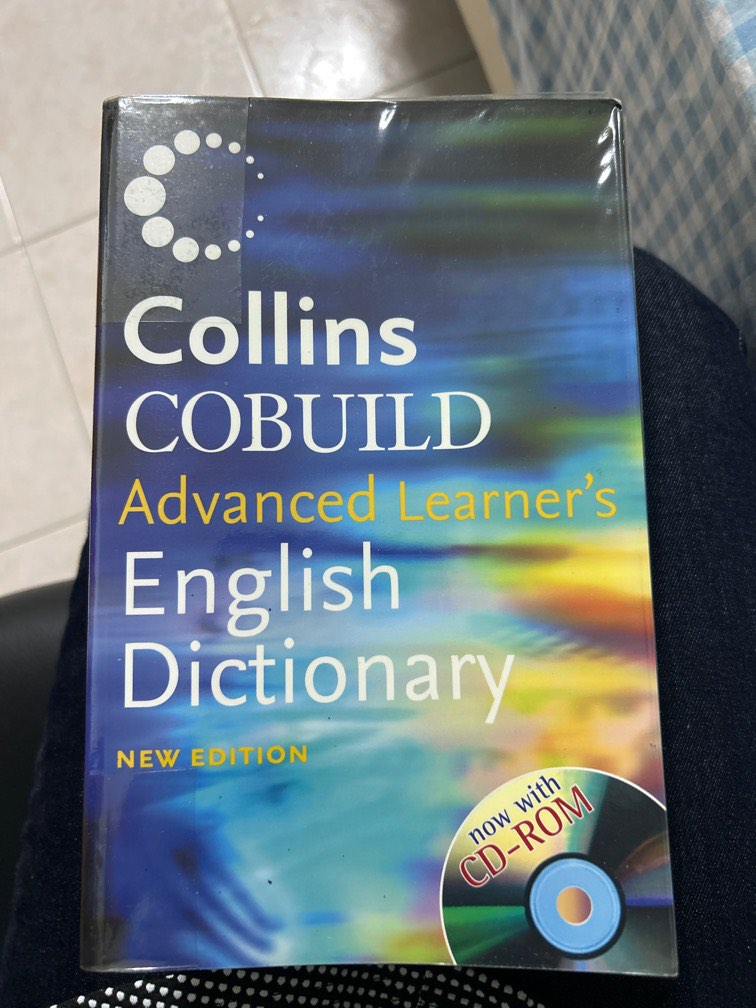 Collins
COBUILD
Advanced Learner's
English
Dictionary
NEW EDITION
now with
CD-ROM